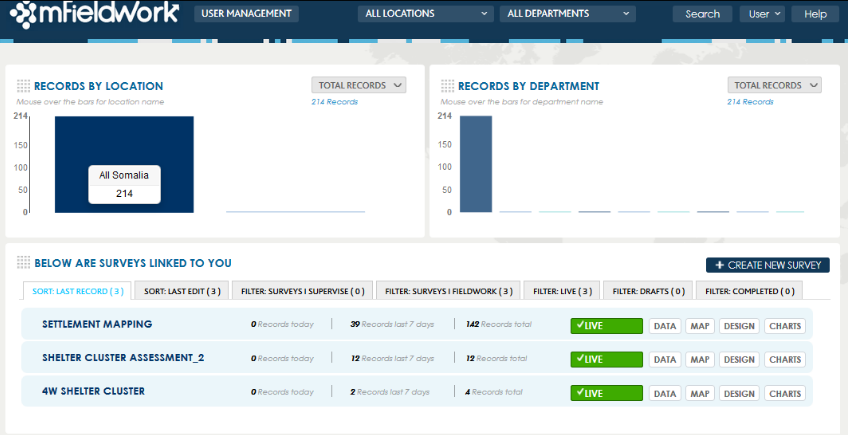 mFieldWork
USER MANAGEMENT
ALL LOCATIONS
ALL DEPARTMENTS
Search
User
Help
RECORDS BY LOCATION
TOTAL RECORDS
Mouse over the bars for location name
214 Records
214
150
100
50
0
All Somalia
214
RECORDS BY DEPARTMENT
TOTAL RECORDS
Mouse over the bars for department name
214 Records
214
150
100
50
0
BELOW ARE SURVEYS LINKED TO YOU
+ CREATE NEW SURVEY
SORT: LAST RECORD ( 3 )
SORT: LAST EDIT ( 3 )
FILTER: SURVEYS I SUPERVISE ( 0 )
FILTER: SURVEYS I FIELDWORK ( 3 )
FILTER: LIVE ( 3 )
FILTER: DRAFTS ( 0 )
FILTER: COMPLETED ( 0 )
SETTLEMENT MAPPING 0 Records today 39 Records last 7 days 142 Records total LIVE DATA MAP DESIGN CHARTS
SHELTER CLUSTER ASSESSMENT_2 0 Records today 12 Records last 7 days 12 Records total LIVE DATA MAP DESIGN CHARTS
4W SHELTER CLUSTER 0 Records today 2 Records last 7 days 4 Records total LIVE DATA MAP DESIGN CHARTS